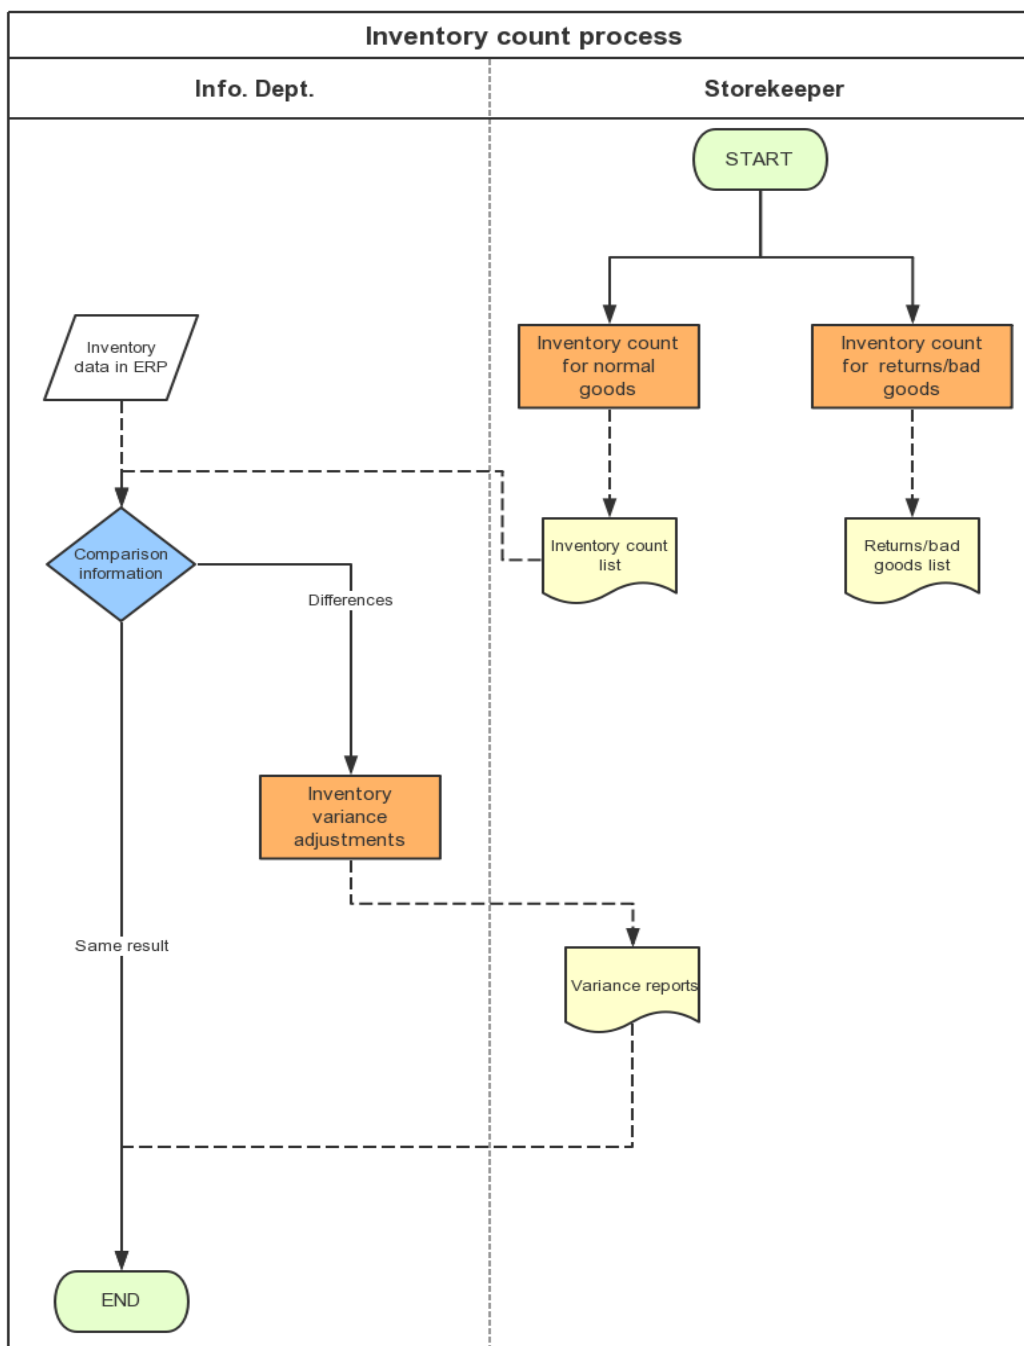 Inventory count process
Info. Dept.
Storekeeper
START
Inventory
data in ERP
Inventory count
for normal
goods
Inventory count
for returns/bad
goods
Comparison
information
Inventory count
list
Returns/bad
goods list
Differences
Inventory
variance
adjustments
Same result
Variance reports
END